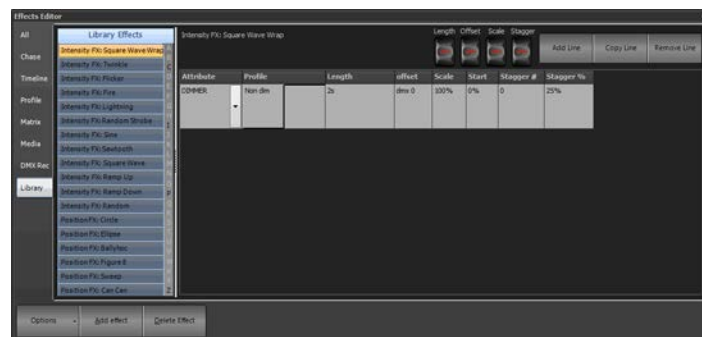 Effects Editor
All
Chase
Timeline
Profile
Matrix
Media
DMX Rec
Library
Library Effects
Intensity FX: Square Wave Wrap
Intensity FX: Twinkle
Intensity FX: Flicker
Intensity FX: Fire
Intensity FX: Lightning
Intensity FX: Random Strobe
Intensity FX: Sine
Intensity FX: Sawtooth
Intensity FX: Square Wave
Intensity FX: Ramp Up
Intensity FX: Ramp Down
Intensity FX: Random
Position FX: Circle
Position FX: Elipse
Position FX: Ballyhoo
Position FX: Figure 8
Position FX: Sweep
Position FX: Can Can
Intensity FX: Square Wave Wrap
Length Offset Scale Stagger
Add Line Copy Line Remove Line
Attribute Profile Length offset Scale Start Stagger # Stagger %
DIMMER Non dim 2s dmx 0 100% 0% 0 25%
Options Add effect Delete Effect